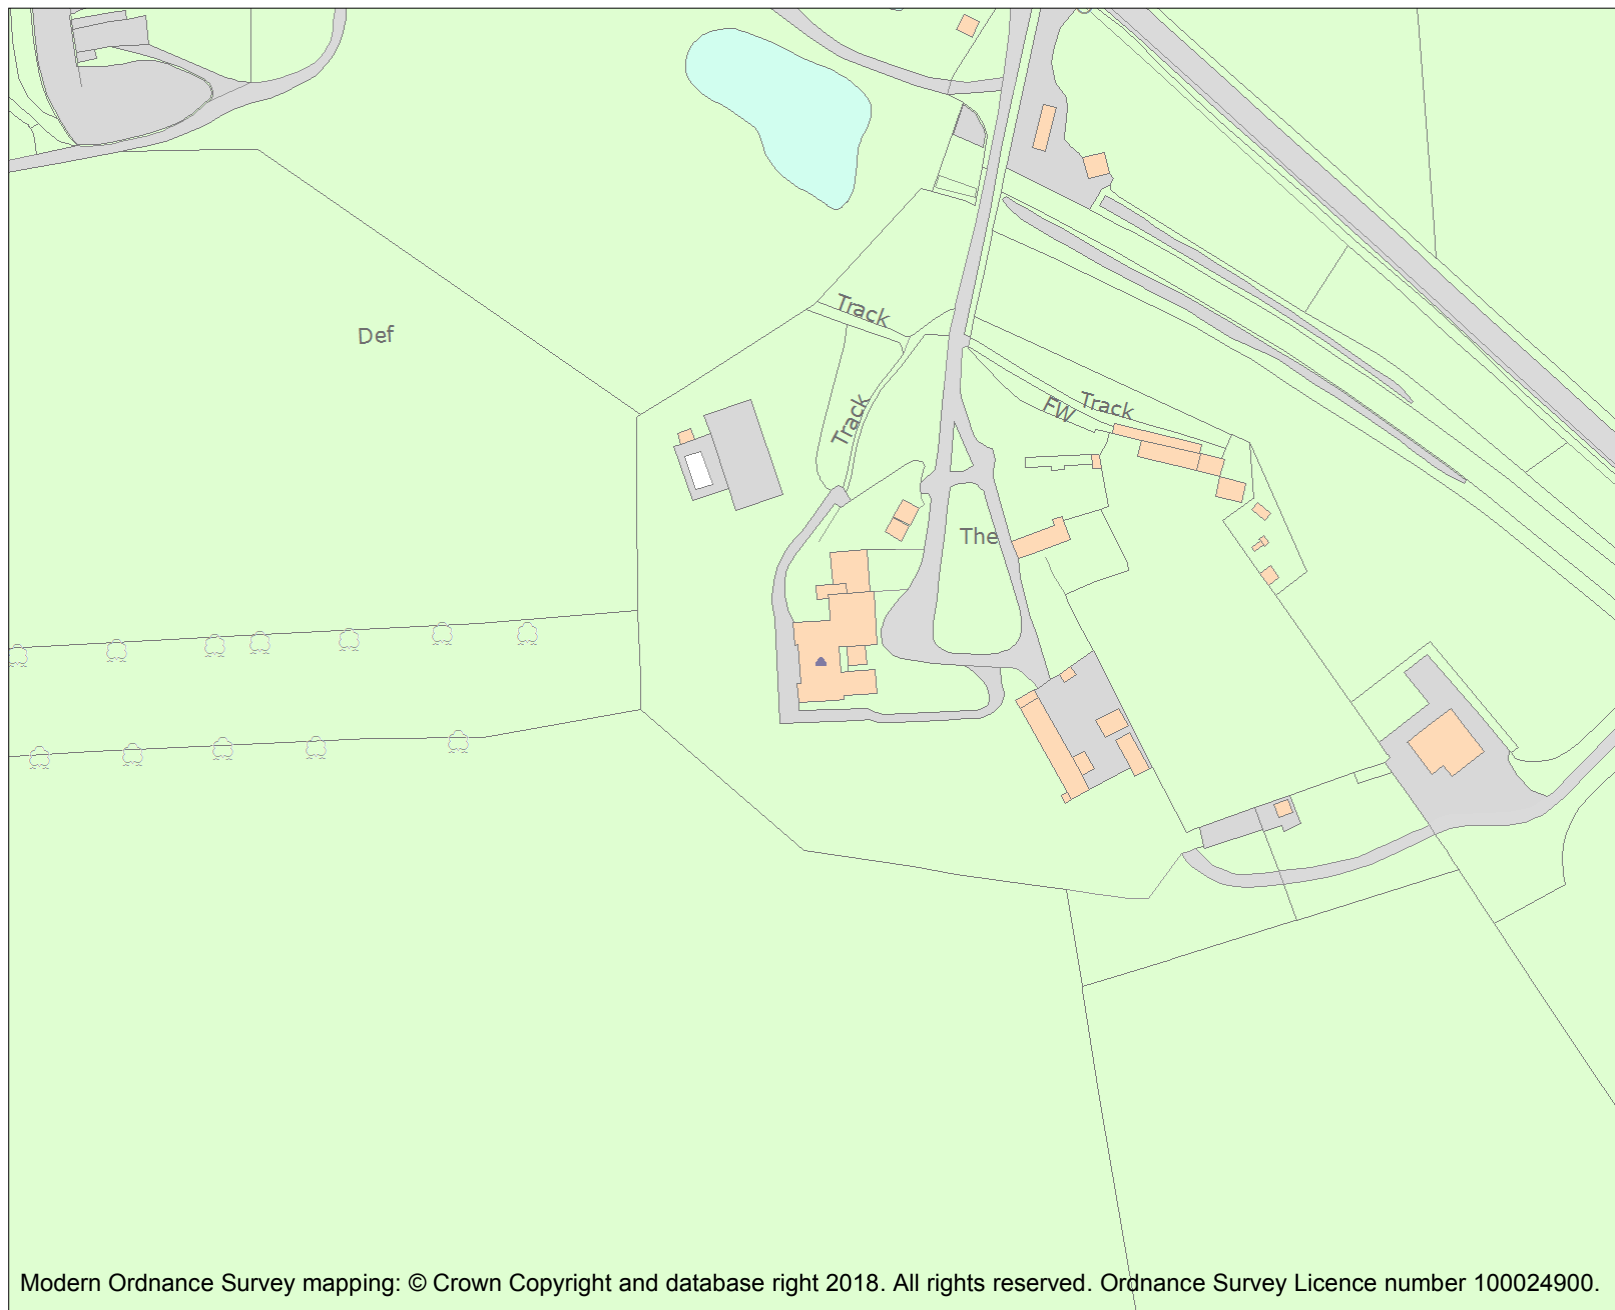 Track
Def
Track
Track
FW
The
Modern Ordnance Survey mapping: © Crown Copyright and database right 2018. All rights reserved. Ordnance Survey Licence number 100024900.